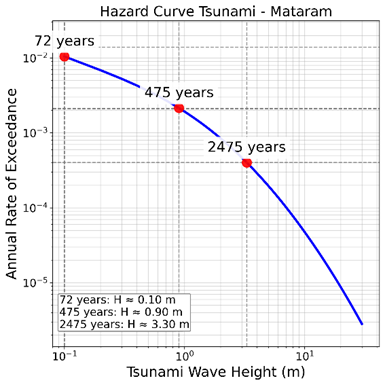 Hazard Curve Tsunami - Mataram
72 years
475 years
2475 years
Annual Rate of Exceedance
10⁻²
10⁻³
10⁻⁴
10⁻⁵
72 years: H ≈ 0.10 m
475 years: H ≈ 0.90 m
2475 years: H ≈ 3.30 m
10⁻¹ 10⁰ 10¹
Tsunami Wave Height (m)